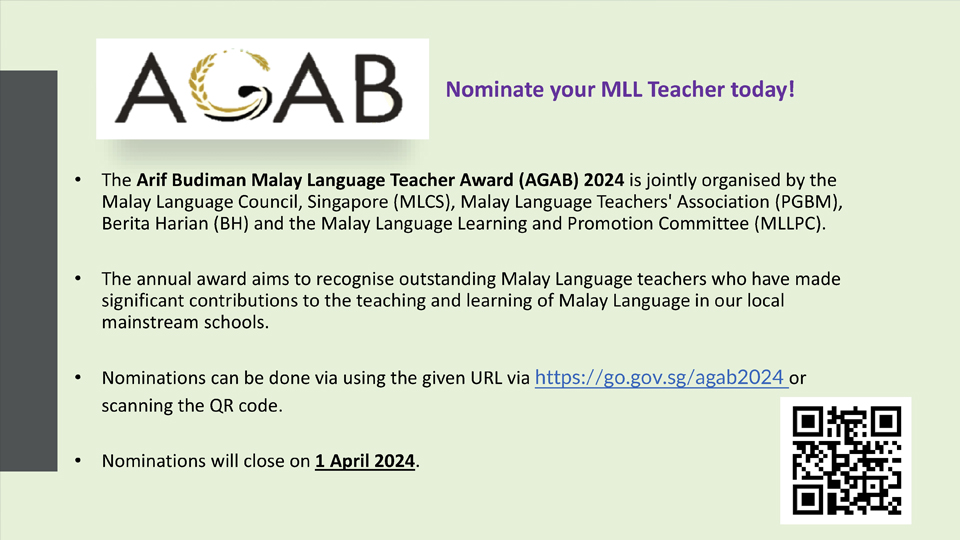 AGAB
Nominate your MLL Teacher today!
• The Arif Budiman Malay Language Teacher Award (AGAB) 2024 is jointly organised by the
Malay Language Council, Singapore (MLCS), Malay Language Teachers' Association (PGBM),
Berita Harian (BH) and the Malay Language Learning and Promotion Committee (MLLPC).
• The annual award aims to recognise outstanding Malay Language teachers who have made
significant contributions to the teaching and learning of Malay Language in our local
mainstream schools.
• Nominations can be done via using the given URL via https://go.gov.sg/agab2024 or
scanning the QR code.
• Nominations will close on 1 April 2024.